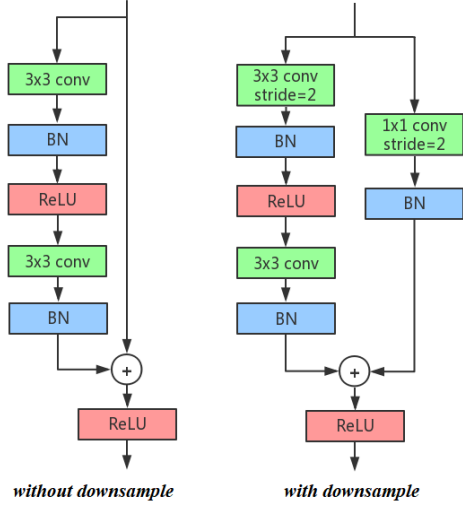 3x3 conv
BN
ReLU
3x3 conv
BN
+
ReLU
without downsample
3x3 conv
stride=2
BN
ReLU
3x3 conv
BN
1x1 conv
stride=2
BN
+
ReLU
with downsample